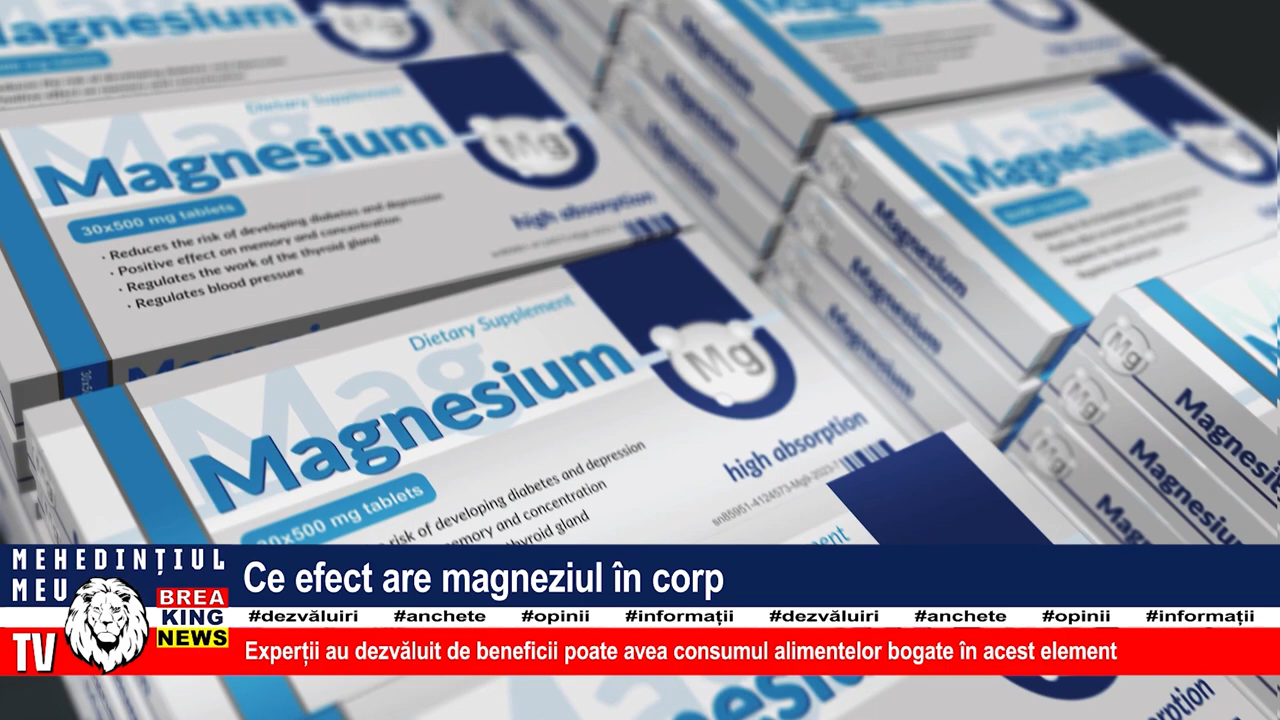 agnesium
Dietary Supplement
Magnesium
Mg
30x500 mg tablets
high absorption
· Reduces the risk of developing diabetes and depression
· Positive effect on memory and concentration
· Regulates the work of the thyroid gland
· Regulates blood pressure
Magnesium
Magnesium
Magnesium
Magnesium
Dietary Supplement
Magnesium
Mg
30x500 mg tablets
high absorption
risk of developing diabetes and depression
memory and concentration
thyroid gland
Mg
Magnesium
Magnesium
MEHEDINȚIUL
MEU
TV
BREA
KING
NEWS
Ce efect are magneziul în corp
#dezvăluiri #anchete #opinii #informații #dezvăluiri #anchete #opinii #informații
Experții au dezvăluit de beneficii poate avea consumul alimentelor bogate în acest element